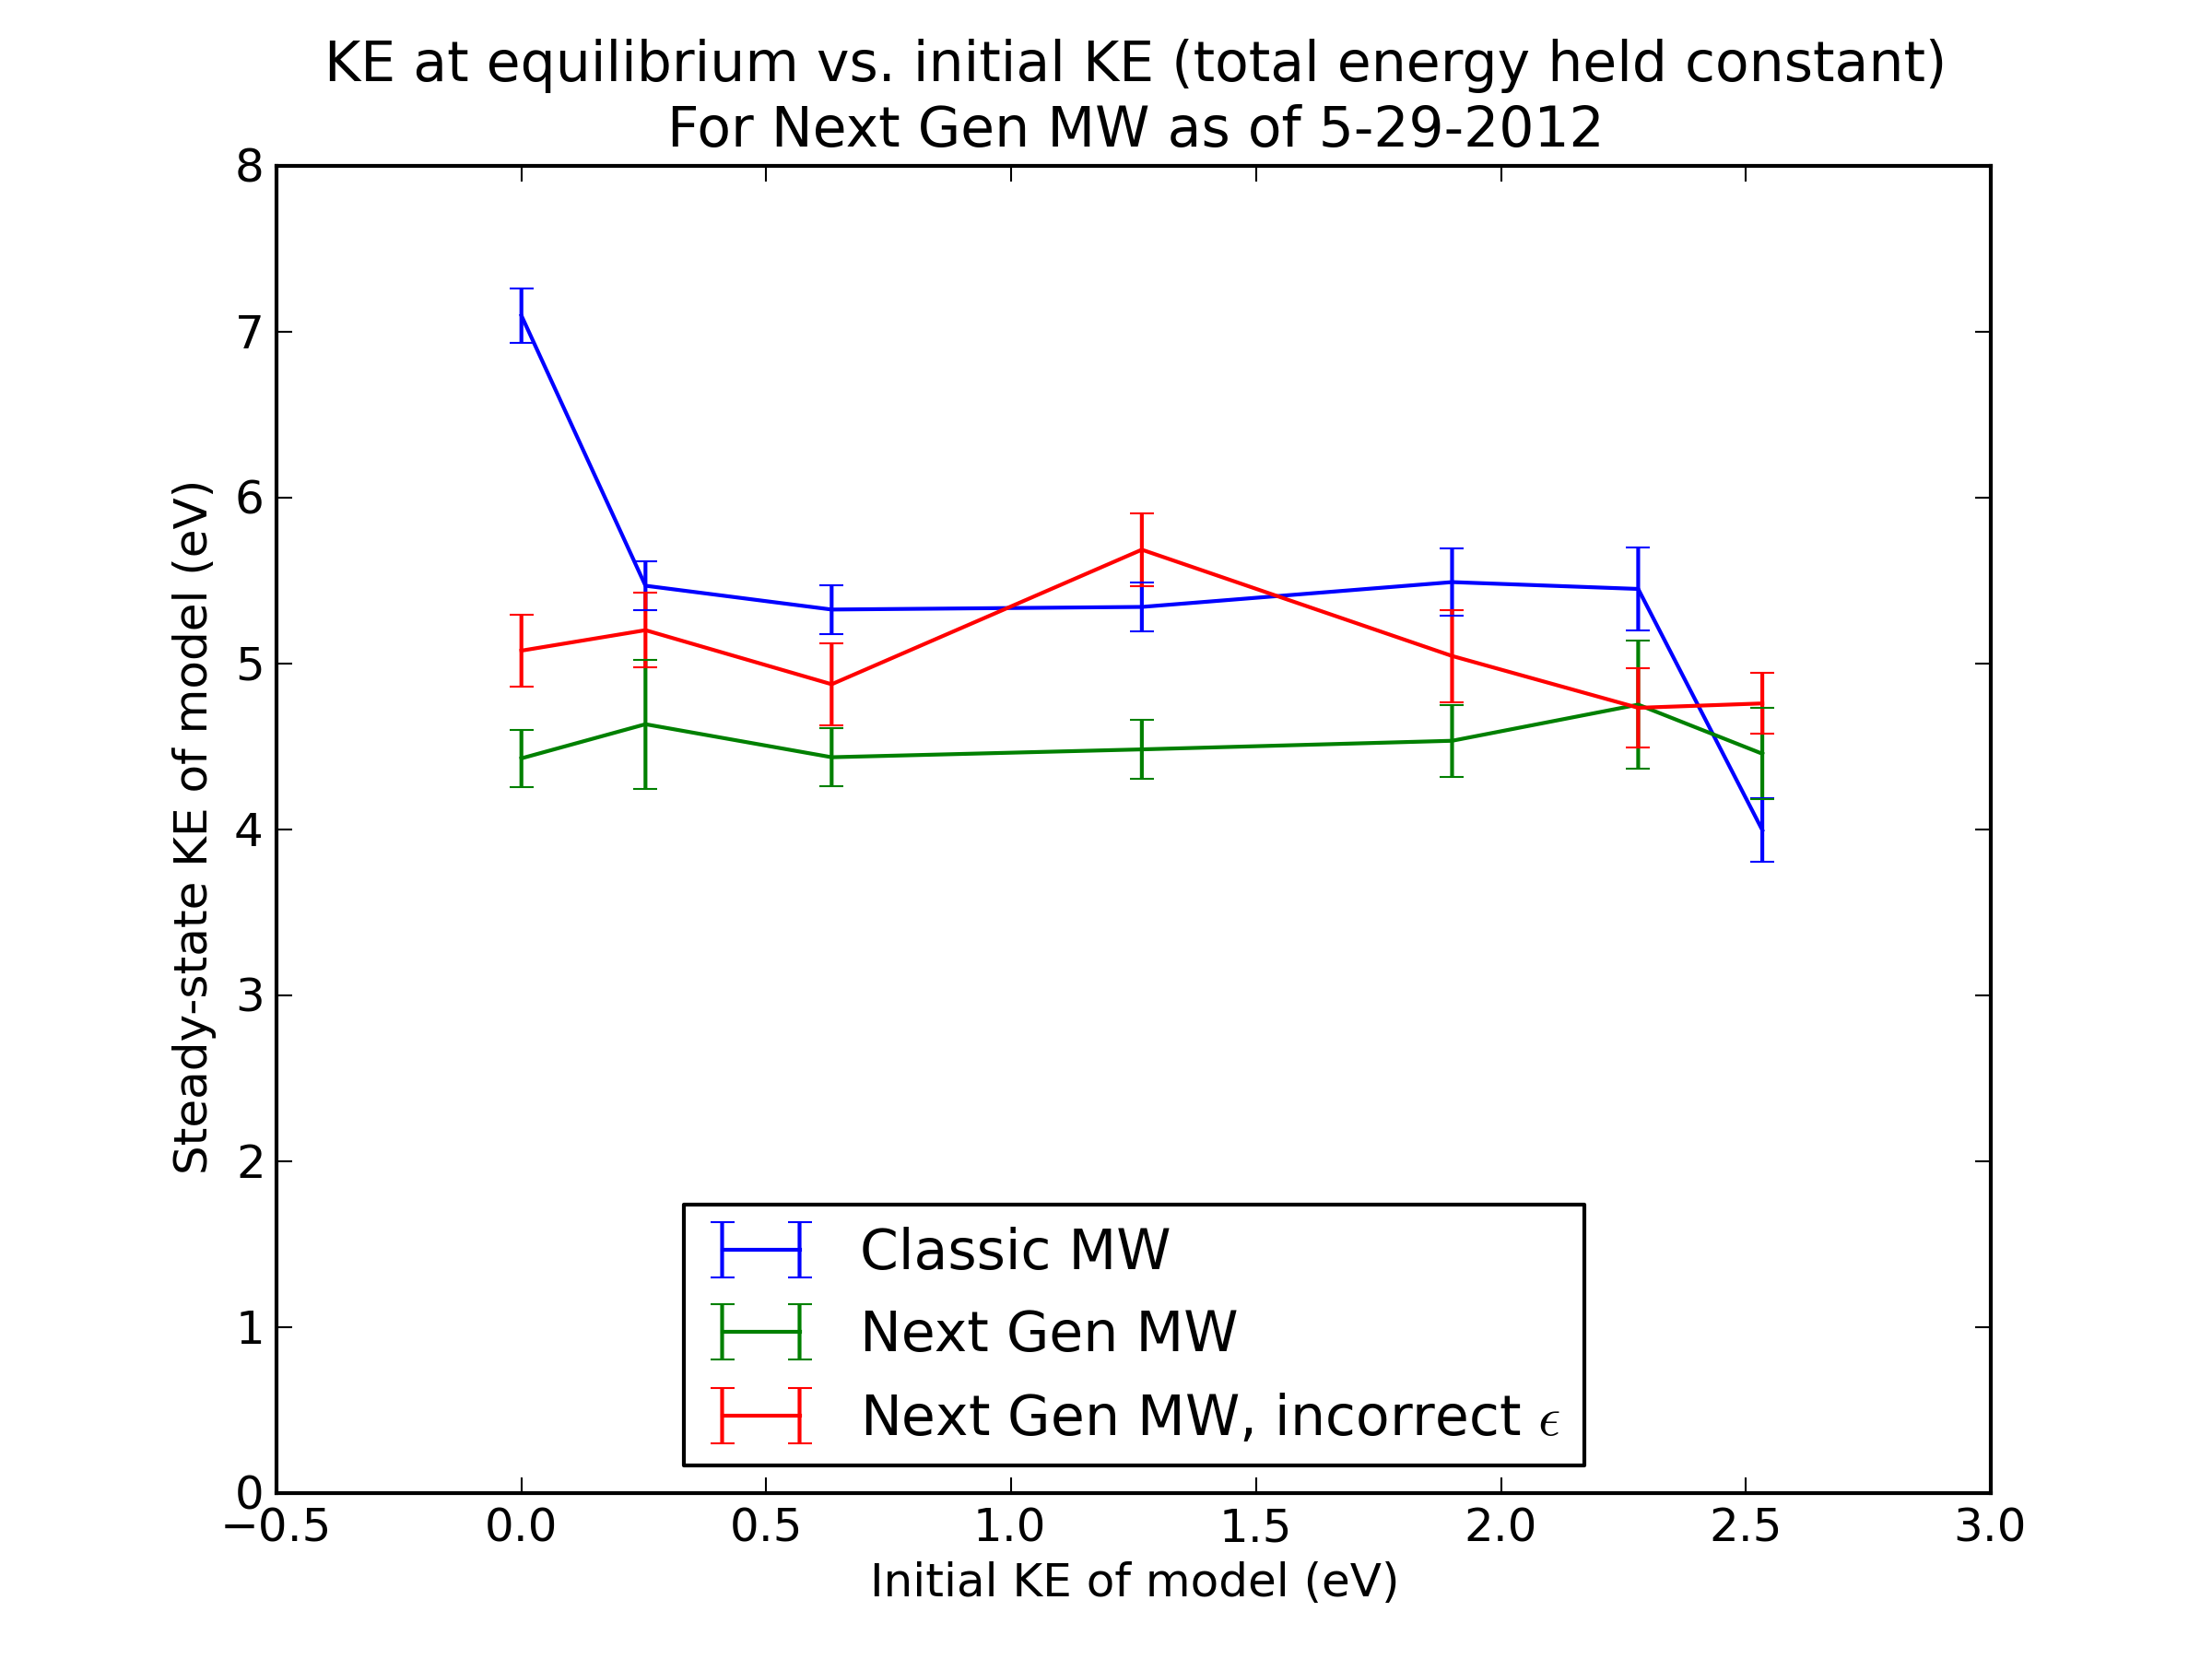 KE at equilibrium vs. initial KE (total energy held constant)
For Next Gen MW as of 5-29-2012
8
7
6
5
4
3
2
1
0
Steady-state KE of model (eV)
Classic MW
Next Gen MW
Next Gen MW, incorrect ϵ
−0.5 0.0 0.5 1.0 1.5 2.0 2.5 3.0
Initial KE of model (eV)